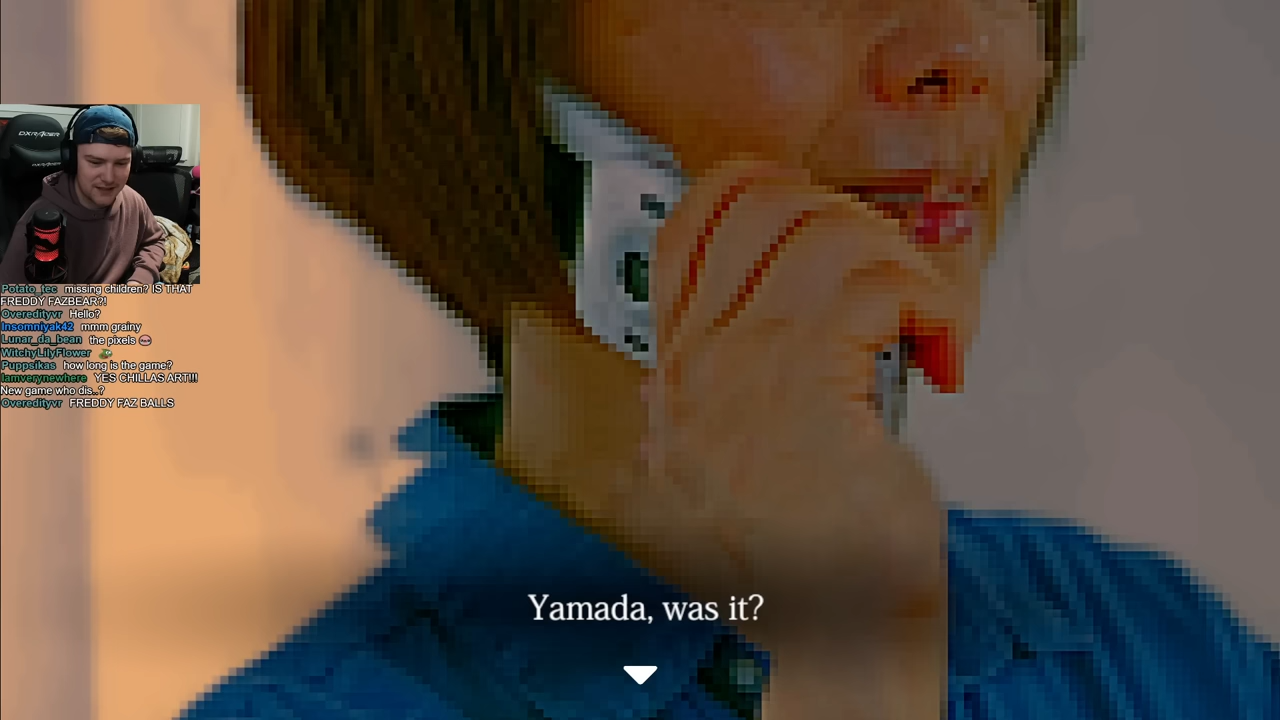 DXRACER
Potato_tec missing children? IS THAT
FREDDY FAZBEAR?!
Overedityvr Hello?
Insomniyak42 mmm grainy
Lunar_da_bean the pixels
WitchyLilyFlower
Puppsikas how long is the game?
Iamverynewhere YES CHILLAS ART!!!
New game who dis..?
Overedityvr FREDDY FAZ BALLS
Yamada, was it?